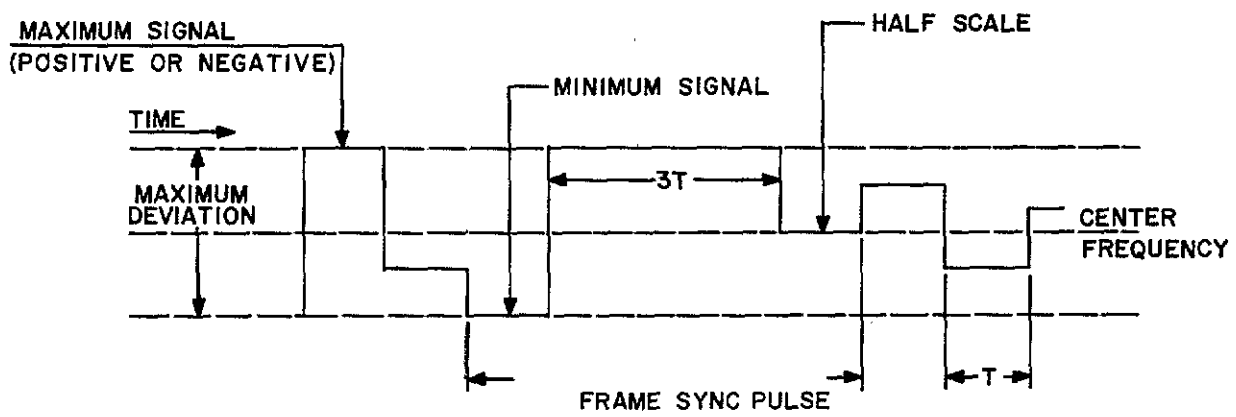 MAXIMUM SIGNAL
(POSITIVE OR NEGATIVE)
HALF SCALE
MINIMUM SIGNAL
TIME
3T
MAXIMUM
DEVIATION
CENTER
FREQUENCY
T
FRAME SYNC PULSE